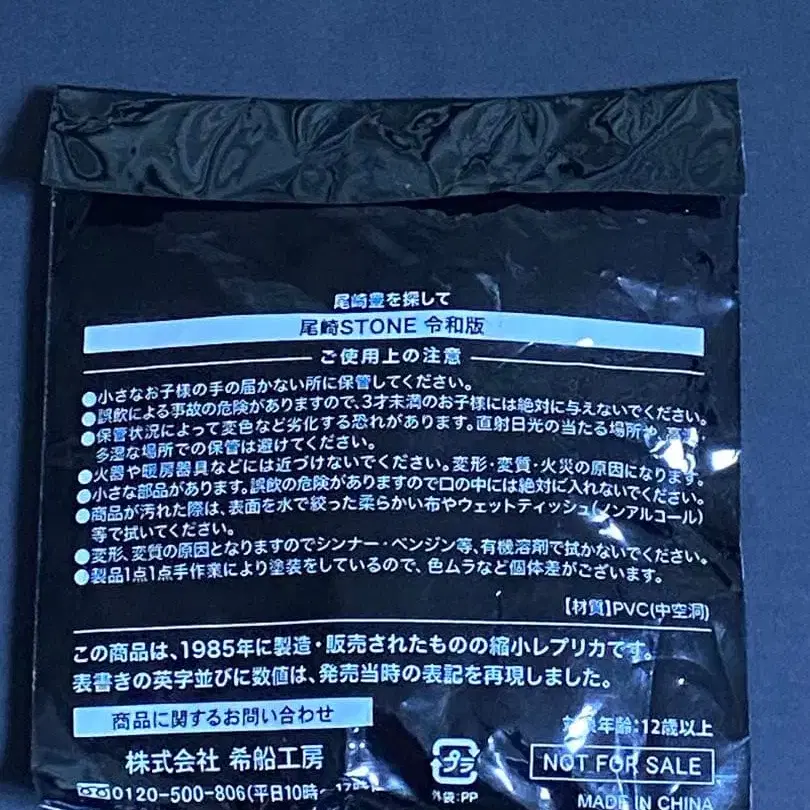 尾崎豊を探して
尾崎STONE 令和版
ご使用上の注意
●小さなお子様の手の届かない所に保管してください。
●誤飲による事故の危険がありますので、3才未満のお子様には絶対に与えないでください。
●保管状況によって変色など劣化する恐れがあります。直射日光の当たる場所や、高温・
多湿な場所での保管は避けてください。
●火器や暖房器具などには近づけないでください。変形・変質・火災の原因になります。
●小さな部品があります。誤飲の危険がありますので口の中には絶対に入れないでください。
●商品が汚れた際は、表面を水で絞った柔らかい布やウェットティッシュ(ノンアルコール)
等で拭いてください。
●変形、変質の原因となりますのでシンナー・ベンジン等、有機溶剤で拭かないでください。
●製品1点1点手作業により塗装をしているので、色ムラなど個体差がございます。
【材質】PVC(中空洞)
この商品は、1985年に製造・販売されたものの縮小レプリカです。
表書きの英字並びに数値は、発売当時の表記を再現しました。
商品に関するお問い合わせ
対象年齢:12歳以上
株式会社 希船工房
プラ
外袋:PP
NOT FOR SALE
0120-500-806(平日10時〜17時)
MADE IN CHINA